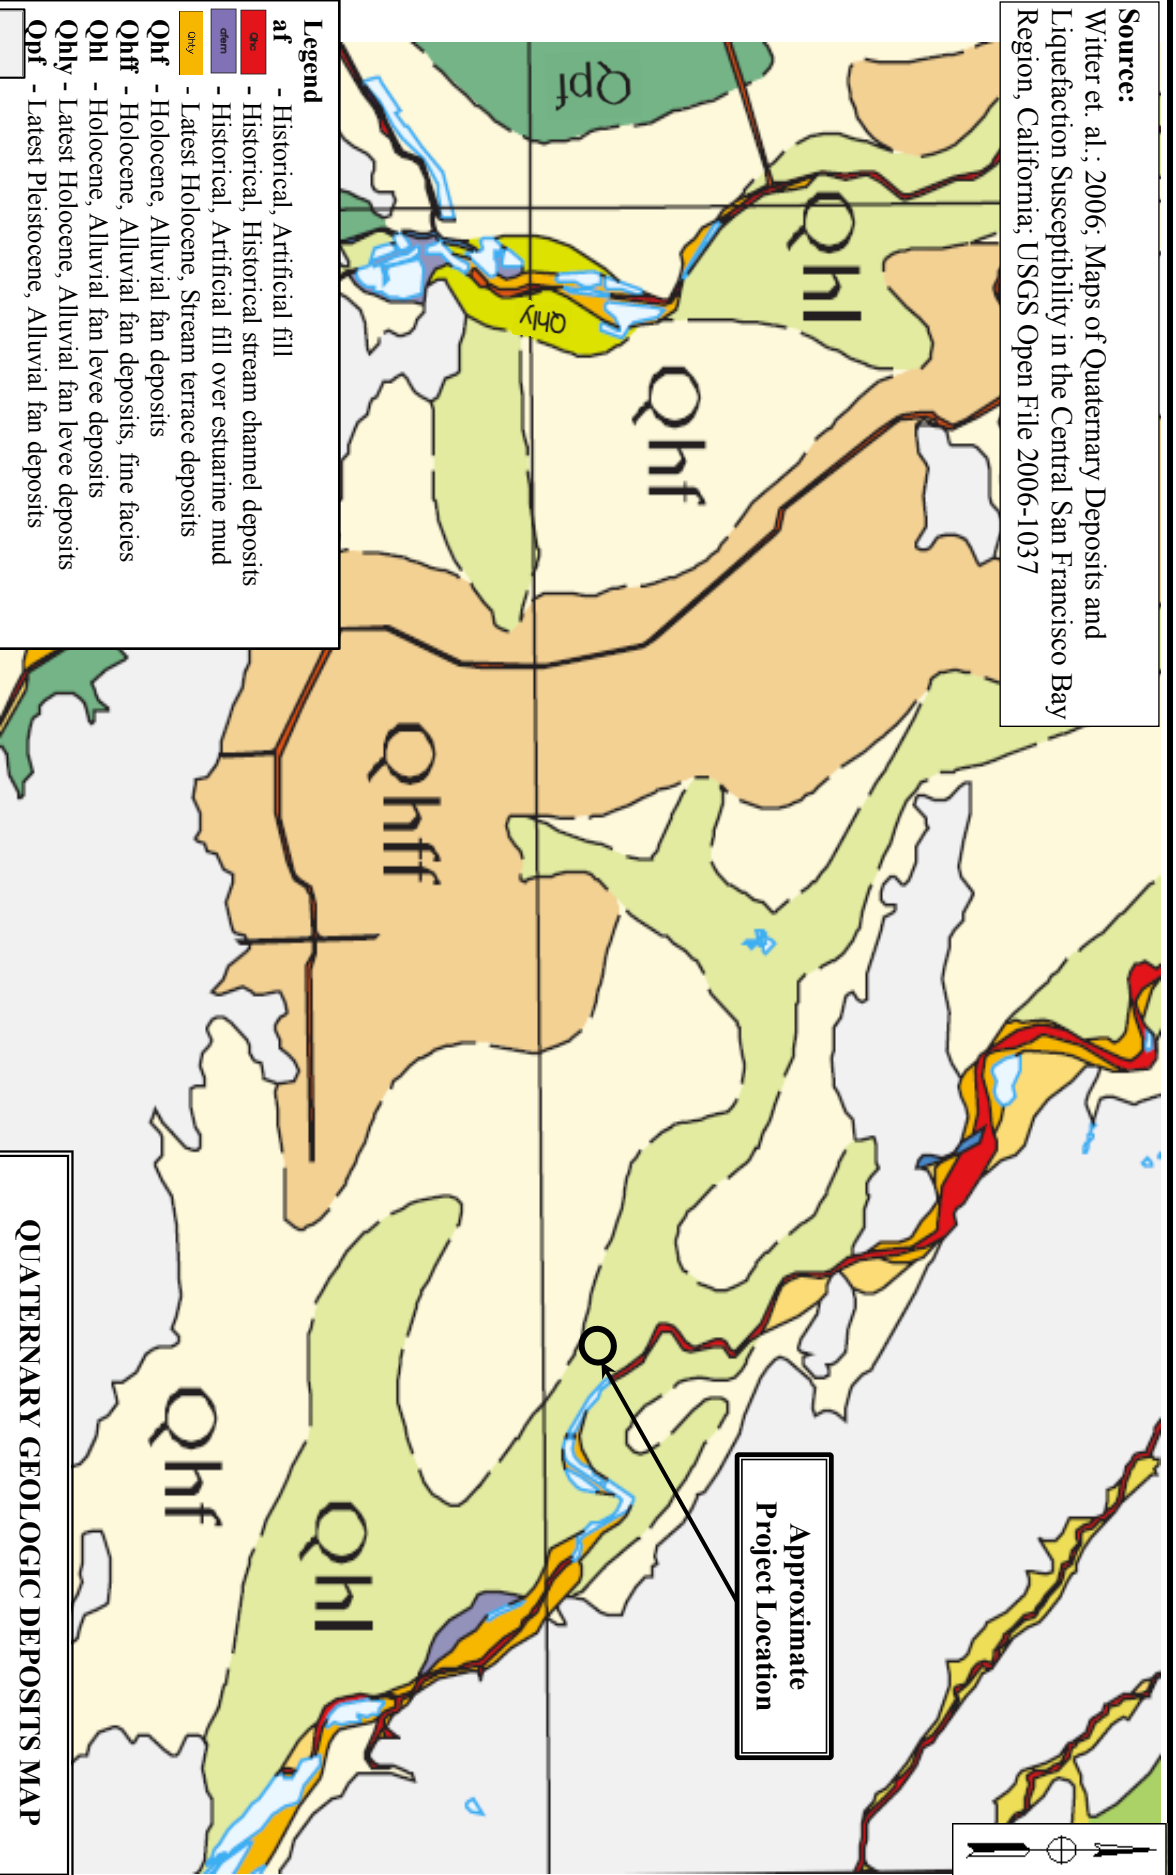 Source:
Witter et. al.; 2006; Maps of Quaternary Deposits and
Liquefaction Susceptibility in the Central San Francisco Bay
Region, California; USGS Open File 2006-1037
Legend
af - Historical, Artificial fill
Qhc - Historical, Historical stream channel deposits
afem - Historical, Artificial fill over estuarine mud
Qhty - Latest Holocene, Stream terrace deposits
Qhf - Holocene, Alluvial fan deposits
Qhff - Holocene, Alluvial fan deposits, fine facies
Qhl - Holocene, Alluvial fan levee deposits
Qhly - Latest Holocene, Alluvial fan levee deposits
Qpf - Latest Pleistocene, Alluvial fan deposits
Qpf
Qhl
Qhly
Qhf
Qhff
Qhf
Qhl
Approximate
Project Location
QUATERNARY GEOLOGIC DEPOSITS MAP